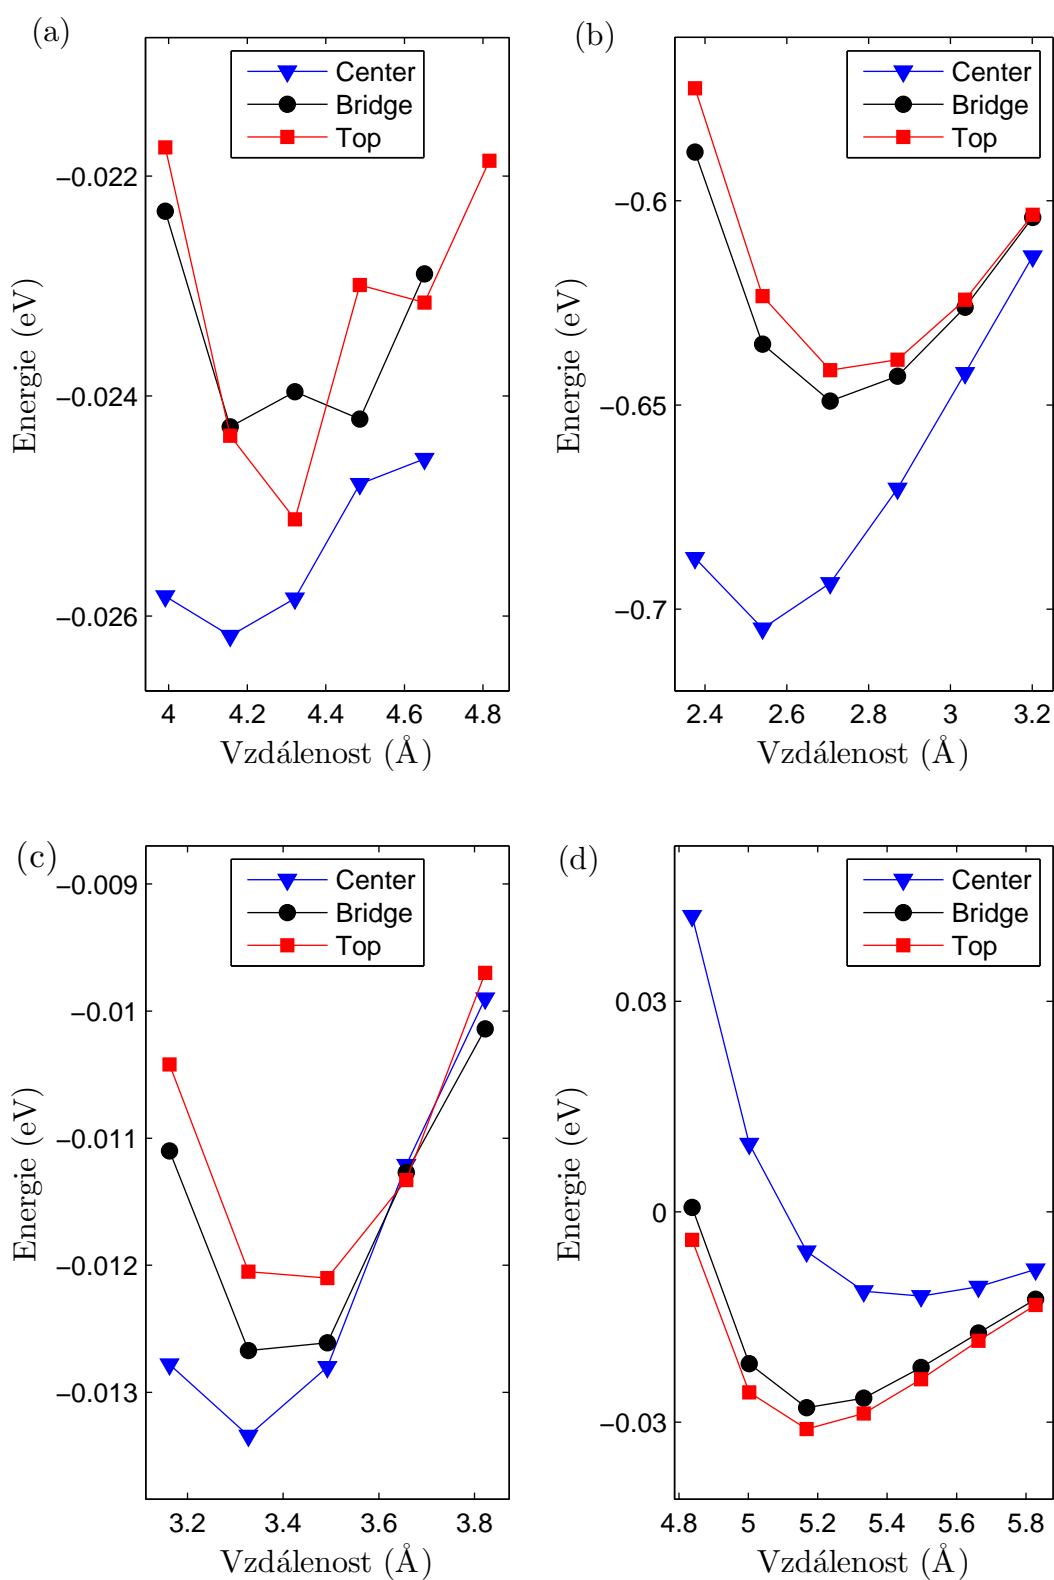 (a)
Center
Bridge
Top
−0.022
−0.024
−0.026
Energie (eV)
4 4.2 4.4 4.6 4.8
Vzdálenost (Å)
(b)
Center
Bridge
Top
−0.6
−0.65
−0.7
Energie (eV)
2.4 2.6 2.8 3 3.2
Vzdálenost (Å)
(c)
Center
Bridge
Top
−0.009
−0.01
−0.011
−0.012
−0.013
Energie (eV)
3.2 3.4 3.6 3.8
Vzdálenost (Å)
(d)
Center
Bridge
Top
0.03
0
−0.03
Energie (eV)
4.8 5 5.2 5.4 5.6 5.8
Vzdálenost (Å)